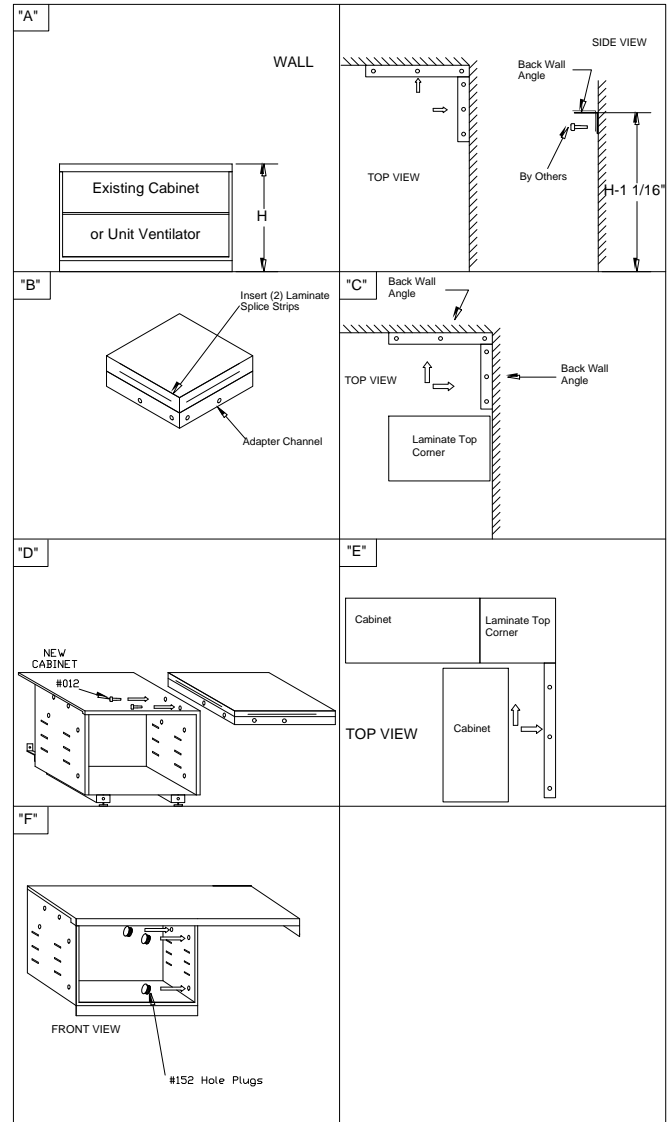 "A"
WALL
Existing Cabinet
or Unit Ventilator
H
SIDE VIEW
Back Wall
Angle
TOP VIEW
By Others
H-1 1/16"
"B"
Insert (2) Laminate
Splice Strips
Adapter Channel
"C"
Back Wall
Angle
TOP VIEW
Back Wall
Angle
Laminate Top
Corner
"D"
NEW
CABINET
#012
"E"
Cabinet
Laminate Top
Corner
TOP VIEW
Cabinet
"F"
FRONT VIEW
#152 Hole Plugs